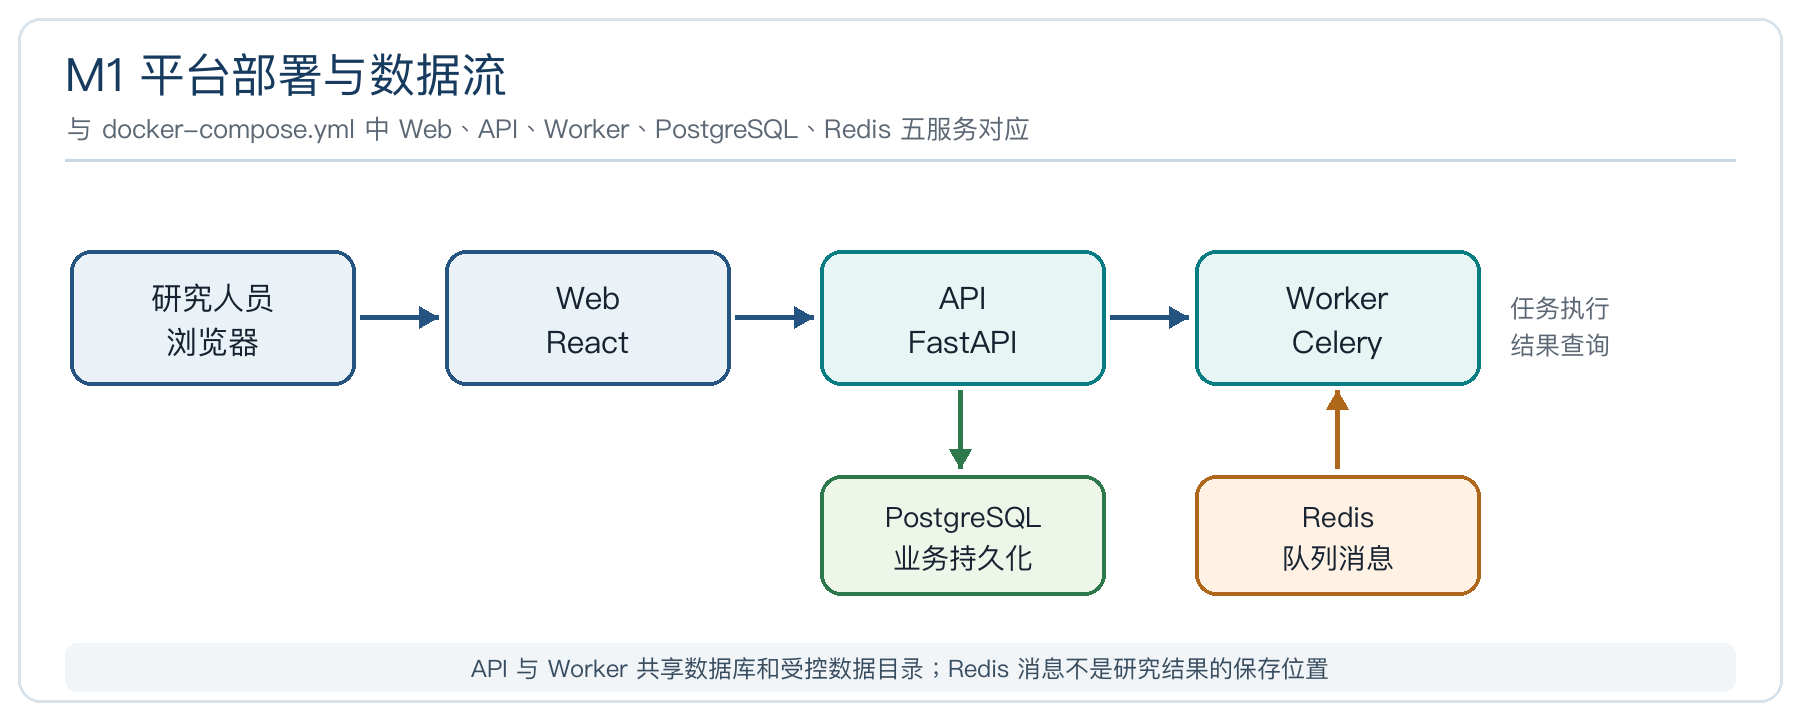 M1 平台部署与数据流
与 docker-compose.yml 中 Web、API、Worker、PostgreSQL、Redis 五服务对应
研究人员
浏览器
Web
React
API
FastAPI
Worker
Celery
任务执行
结果查询
PostgreSQL
业务持久化
Redis
队列消息
API 与 Worker 共享数据库和受控数据目录；Redis 消息不是研究结果的保存位置